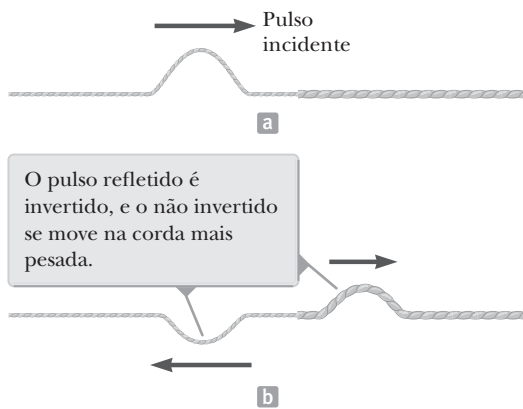 Pulso
incidente
a
O pulso refletido é
invertido, e o não invertido
se move na corda mais
pesada.
b